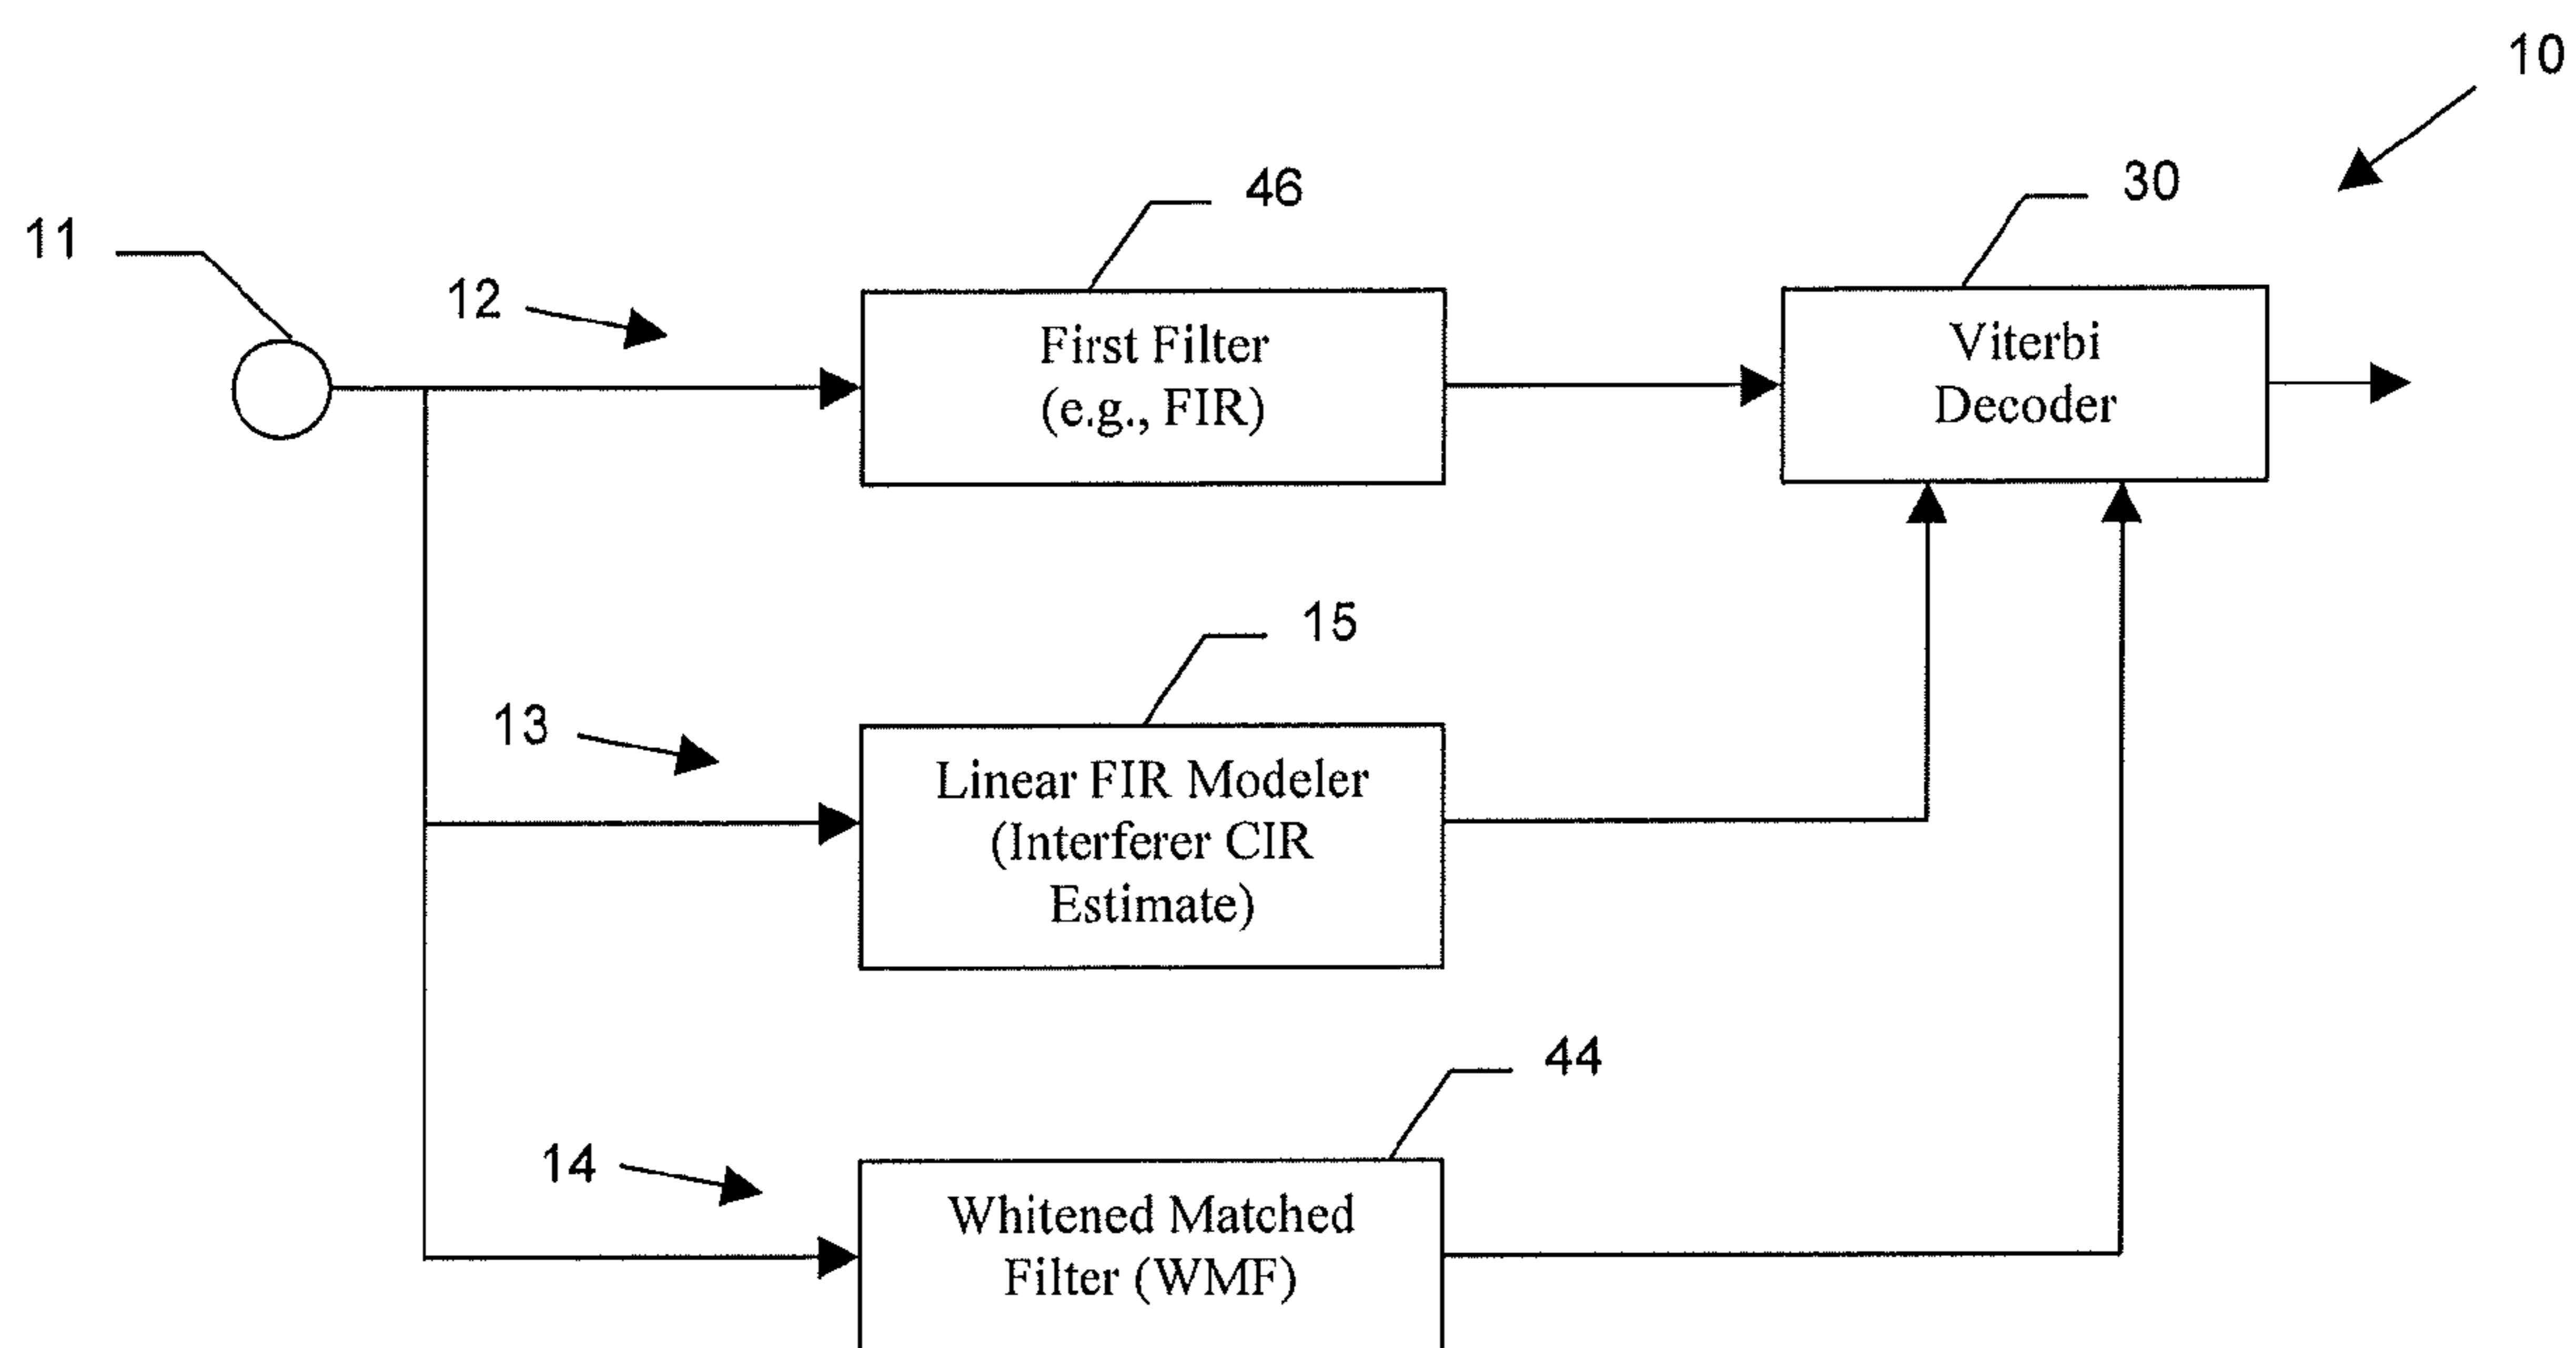 10
46
30
11
12
First Filter
(e.g., FIR)
Viterbi
Decoder
15
13
Linear FIR Modeler
(Interferer CIR
Estimate)
44
14
Whitened Matched
Filter (WMF)